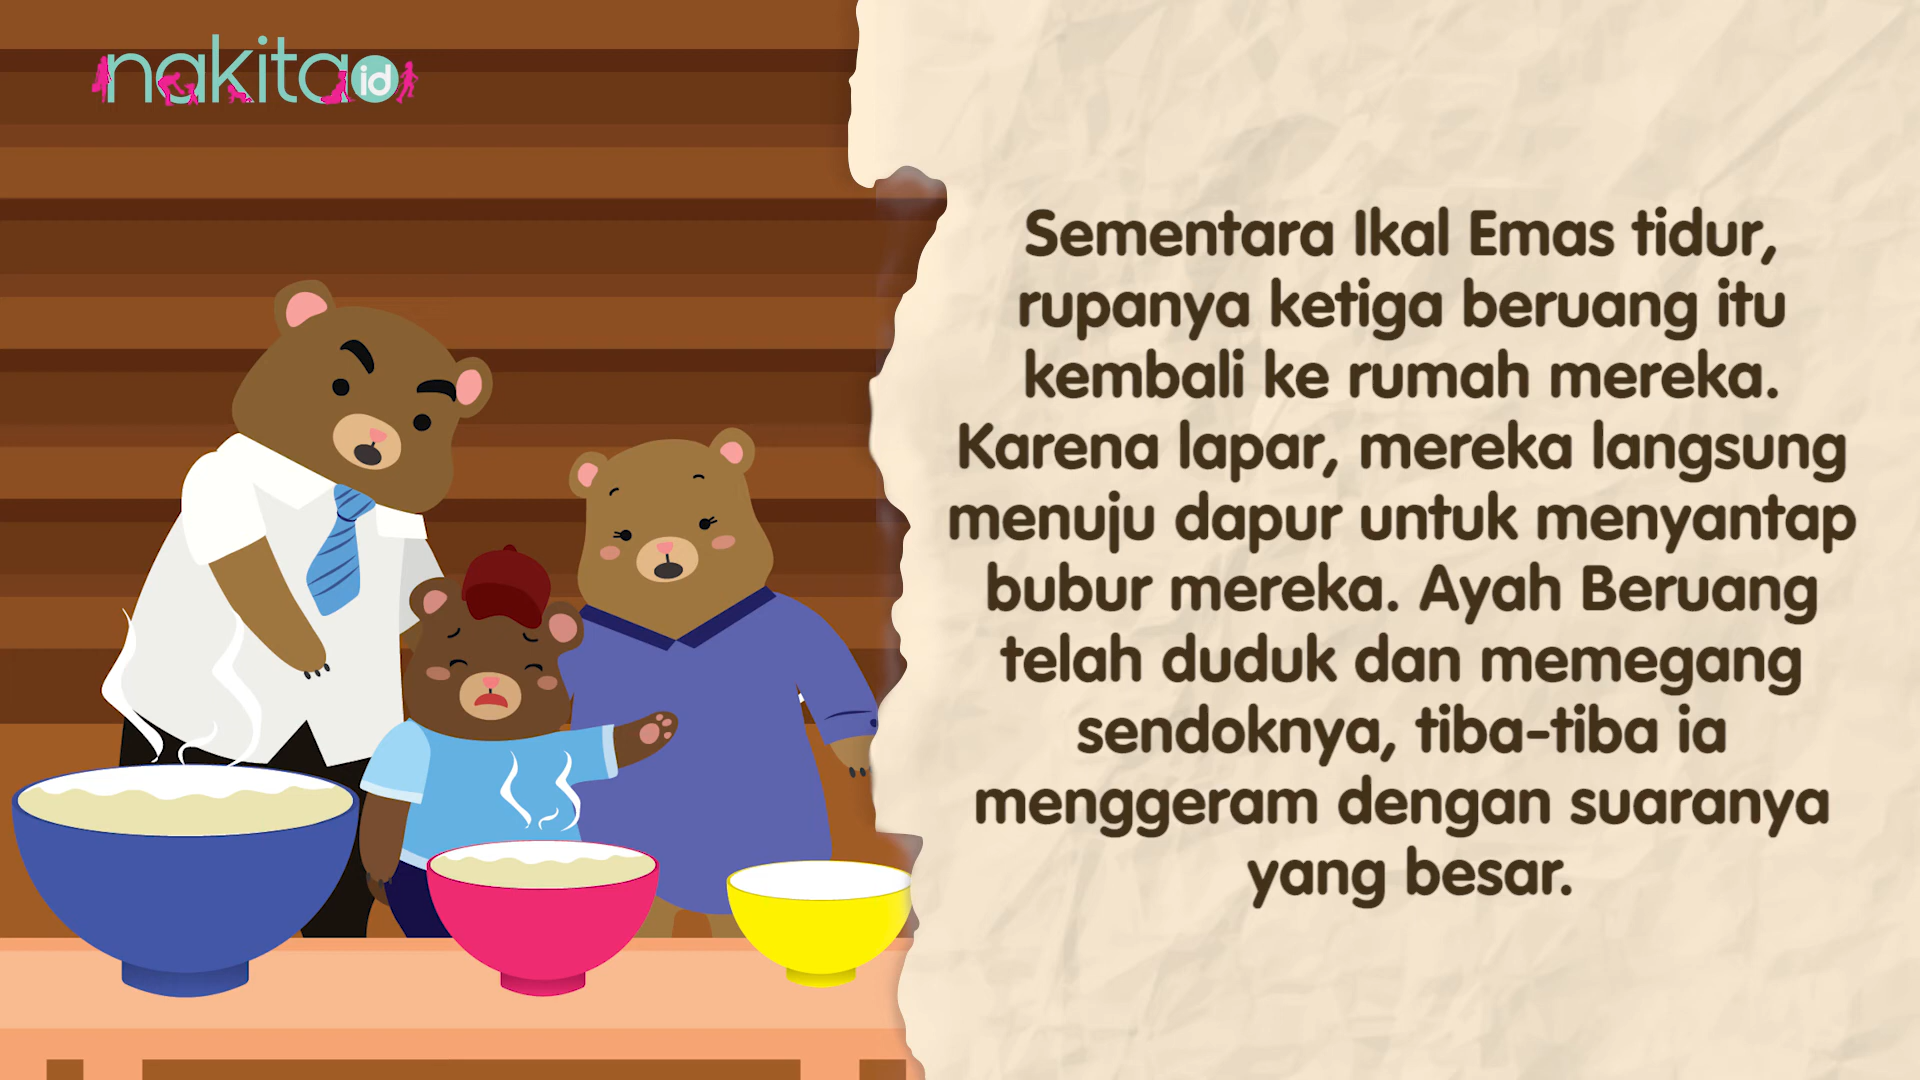 nakita id
Sementara Ikal Emas tidur,
rupanya ketiga beruang itu
kembali ke rumah mereka.
Karena lapar, mereka langsung
menuju dapur untuk menyantap
bubur mereka. Ayah Beruang
telah duduk dan memegang
sendoknya, tiba-tiba ia
menggeram dengan suaranya
yang besar.